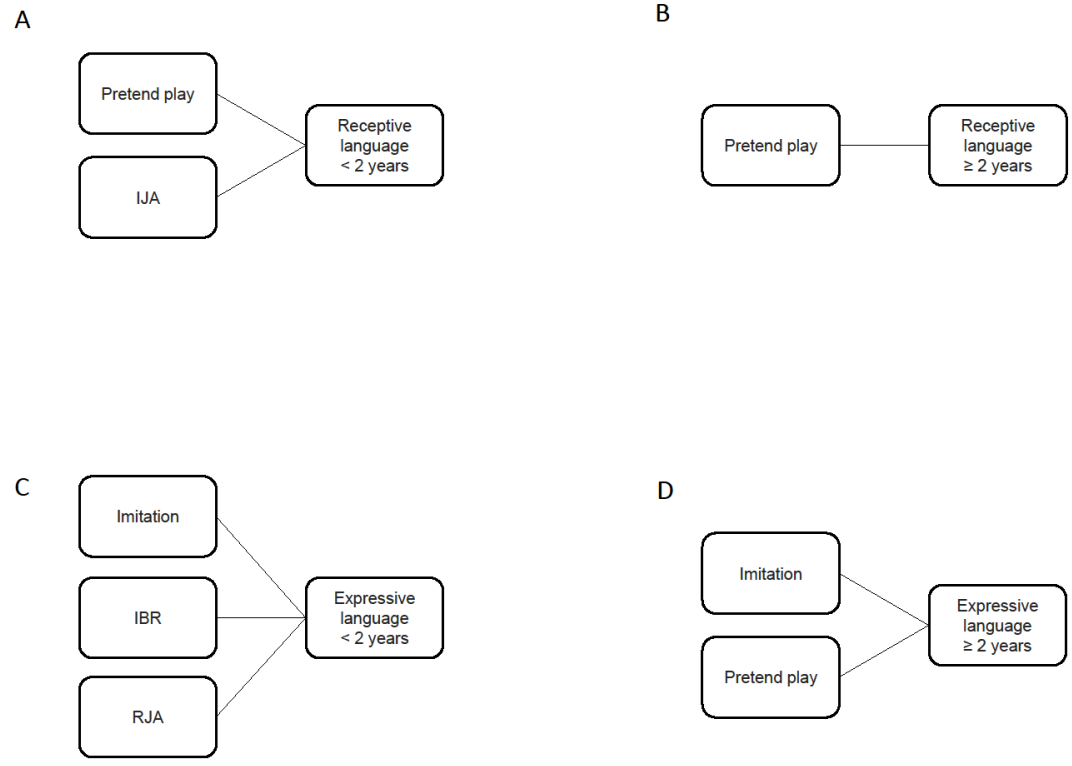 A
Pretend play
IJA
Receptive
language
< 2 years
B
Pretend play
Receptive
language
≥ 2 years
C
Imitation
IBR
RJA
Expressive
language
< 2 years
D
Imitation
Pretend play
Expressive
language
≥ 2 years